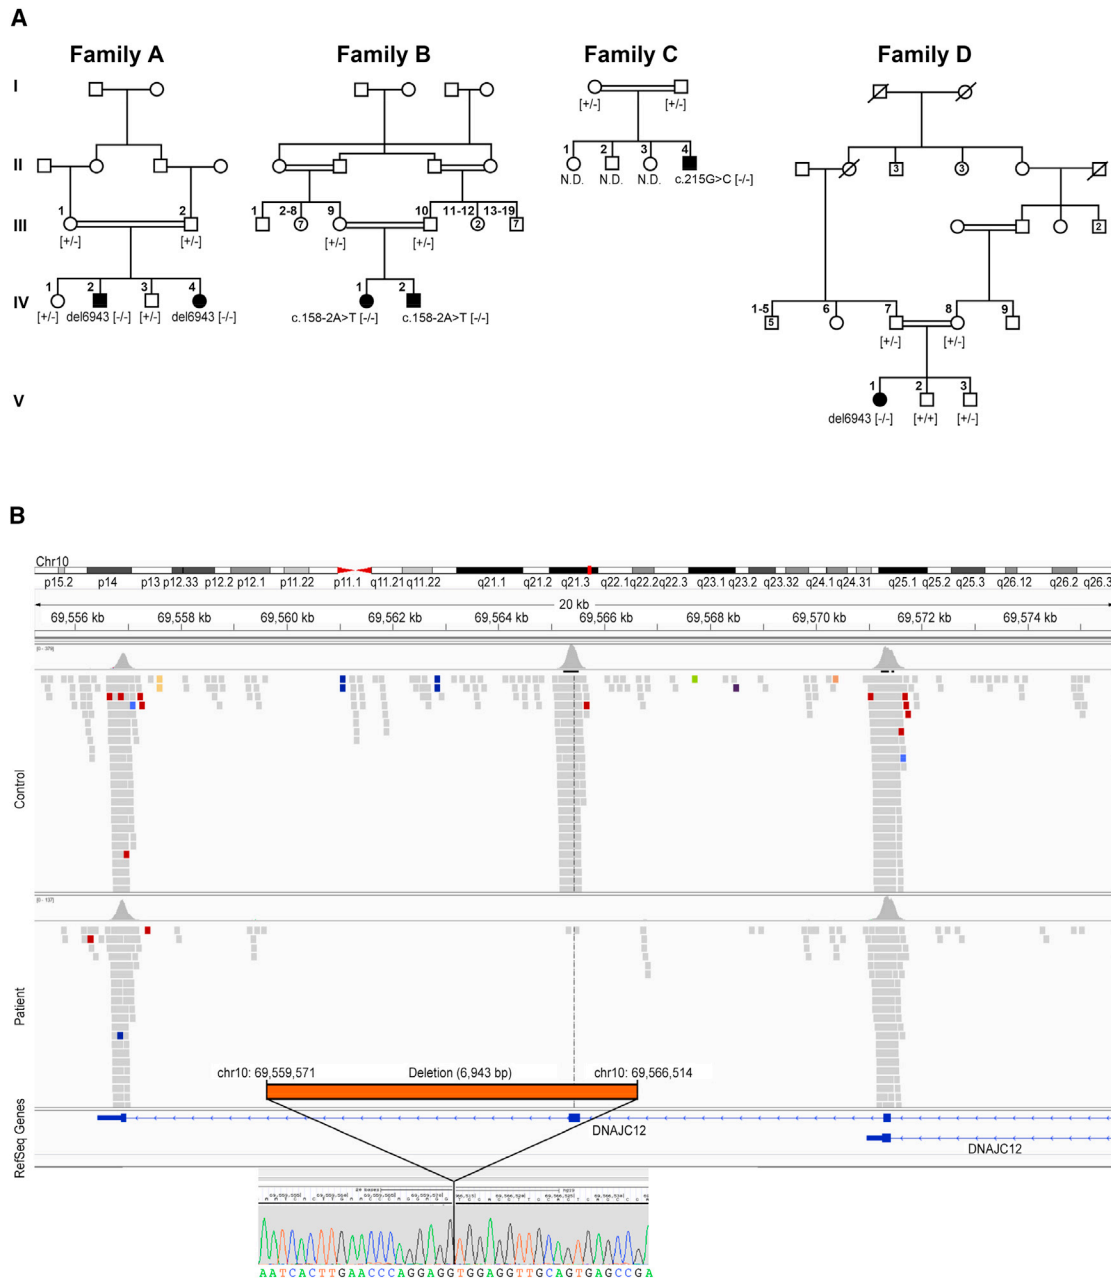 A
Family A
Family B
Family C
Family D
I
II
III
IV
V
[+/-] [+/-]
1 2 3 4
N.D. N.D. N.D. c.215G>C [-/-]
3 3
1 2
[+/-] [+/-]
1 2-8 9 10 11-12 13-19
7 2 7
[+/-] [+/-]
2
1 2 3 4
[+/-] del6943 [-/-] [+/-] del6943 [-/-]
1 2
c.158-2A>T [-/-] c.158-2A>T [-/-]
1-5 6 7 8 9
5
[+/-] [+/-]
1 2 3
del6943 [-/-] [+/+] [+/-]
B
Chr10
p15.2 p14 p13 p12.33 p12.2 p12.1 p11.22 p11.1 q11.21 q11.22 q21.1 q21.2 q21.3 q22.1 q22.2 q22.3 q23.1 q23.2 q23.32 q24.1 q24.31 q25.1 q25.2 q25.3 q26.12 q26.2 q26.3
20 kb
69,556 kb 69,558 kb 69,560 kb 69,562 kb 69,564 kb 69,566 kb 69,568 kb 69,570 kb 69,572 kb 69,574 kb
Control
Patient
chr10: 69,559,571 Deletion (6,943 bp) chr10: 69,566,514
RefSeq Genes
DNAJC12
DNAJC12
AATCACTTGAACCCAGGAGGTGGAGGTTGCAGTGAGCCGA